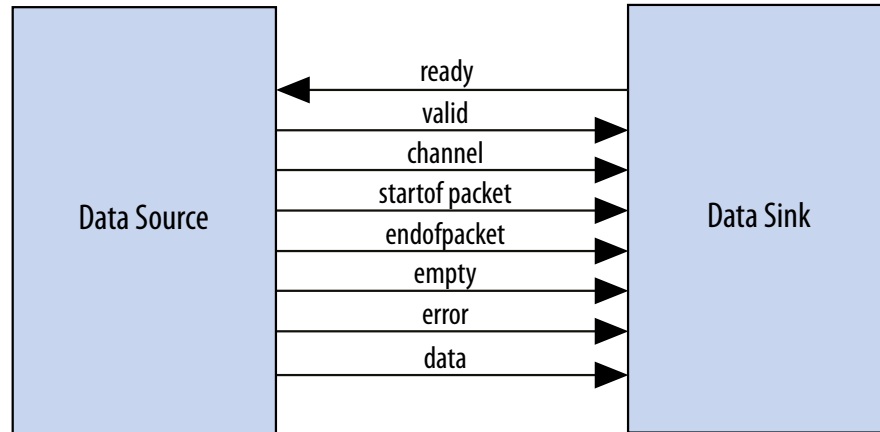 ready
valid
channel
startof packet
endofpacket
empty
error
data
Data Source
Data Sink